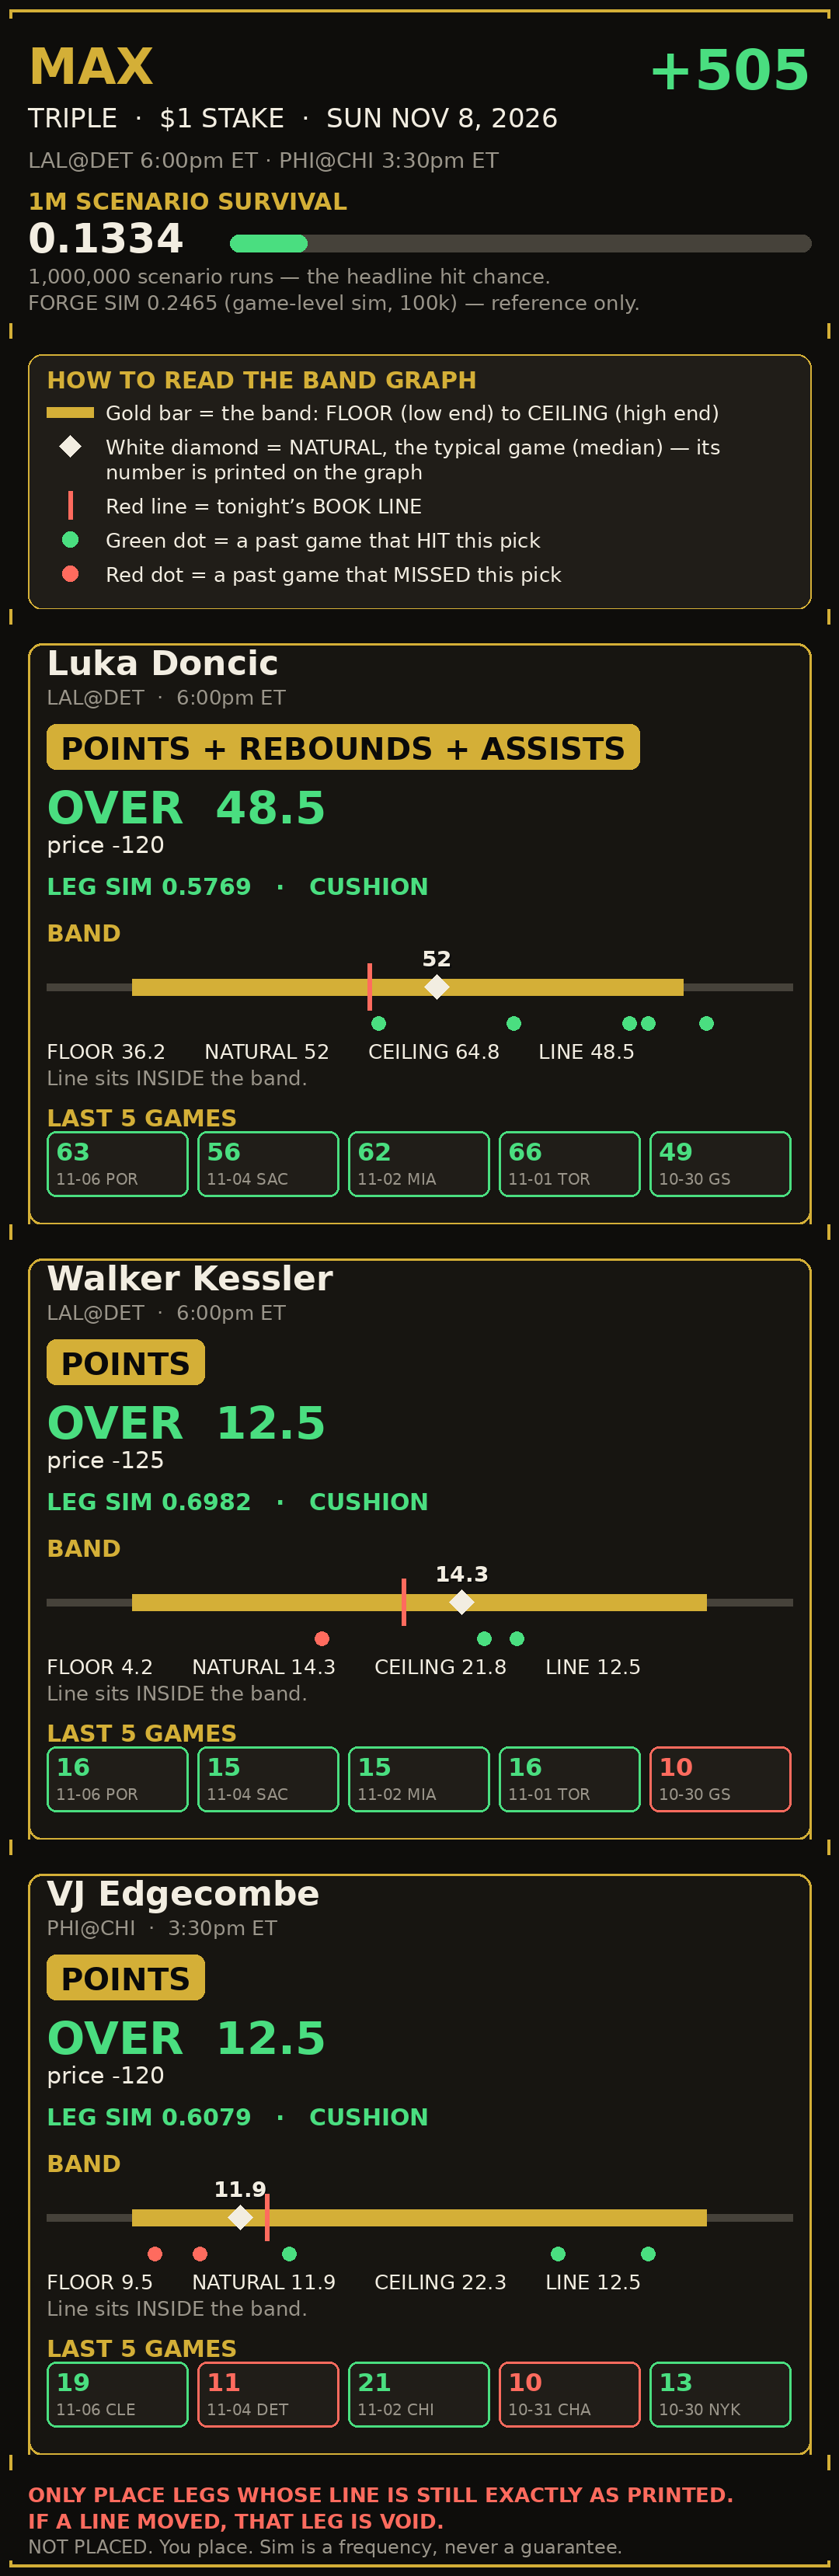 MAX
+505
TRIPLE · $1 STAKE · SUN NOV 8, 2026
LAL@DET 6:00pm ET · PHI@CHI 3:30pm ET
1M SCENARIO SURVIVAL
0.1334
1,000,000 scenario runs — the headline hit chance.
FORGE SIM 0.2465 (game-level sim, 100k) — reference only.
HOW TO READ THE BAND GRAPH
Gold bar = the band: FLOOR (low end) to CEILING (high end)
White diamond = NATURAL, the typical game (median) — its
number is printed on the graph
Red line = tonight’s BOOK LINE
Green dot = a past game that HIT this pick
Red dot = a past game that MISSED this pick
Luka Doncic
LAL@DET · 6:00pm ET
POINTS + REBOUNDS + ASSISTS
OVER 48.5
price -120
LEG SIM 0.5769 · CUSHION
BAND
52
FLOOR 36.2 NATURAL 52 CEILING 64.8 LINE 48.5
Line sits INSIDE the band.
LAST 5 GAMES
63 56 62 66 49
11-06 POR 11-04 SAC 11-02 MIA 11-01 TOR 10-30 GS
Walker Kessler
LAL@DET · 6:00pm ET
POINTS
OVER 12.5
price -125
LEG SIM 0.6982 · CUSHION
BAND
14.3
FLOOR 4.2 NATURAL 14.3 CEILING 21.8 LINE 12.5
Line sits INSIDE the band.
LAST 5 GAMES
16 15 15 16 10
11-06 POR 11-04 SAC 11-02 MIA 11-01 TOR 10-30 GS
VJ Edgecombe
PHI@CHI · 3:30pm ET
POINTS
OVER 12.5
price -120
LEG SIM 0.6079 · CUSHION
BAND
11.9
FLOOR 9.5 NATURAL 11.9 CEILING 22.3 LINE 12.5
Line sits INSIDE the band.
LAST 5 GAMES
19 11 21 10 13
11-06 CLE 11-04 DET 11-02 CHI 10-31 CHA 10-30 NYK
ONLY PLACE LEGS WHOSE LINE IS STILL EXACTLY AS PRINTED.
IF A LINE MOVED, THAT LEG IS VOID.
NOT PLACED. You place. Sim is a frequency, never a guarantee.